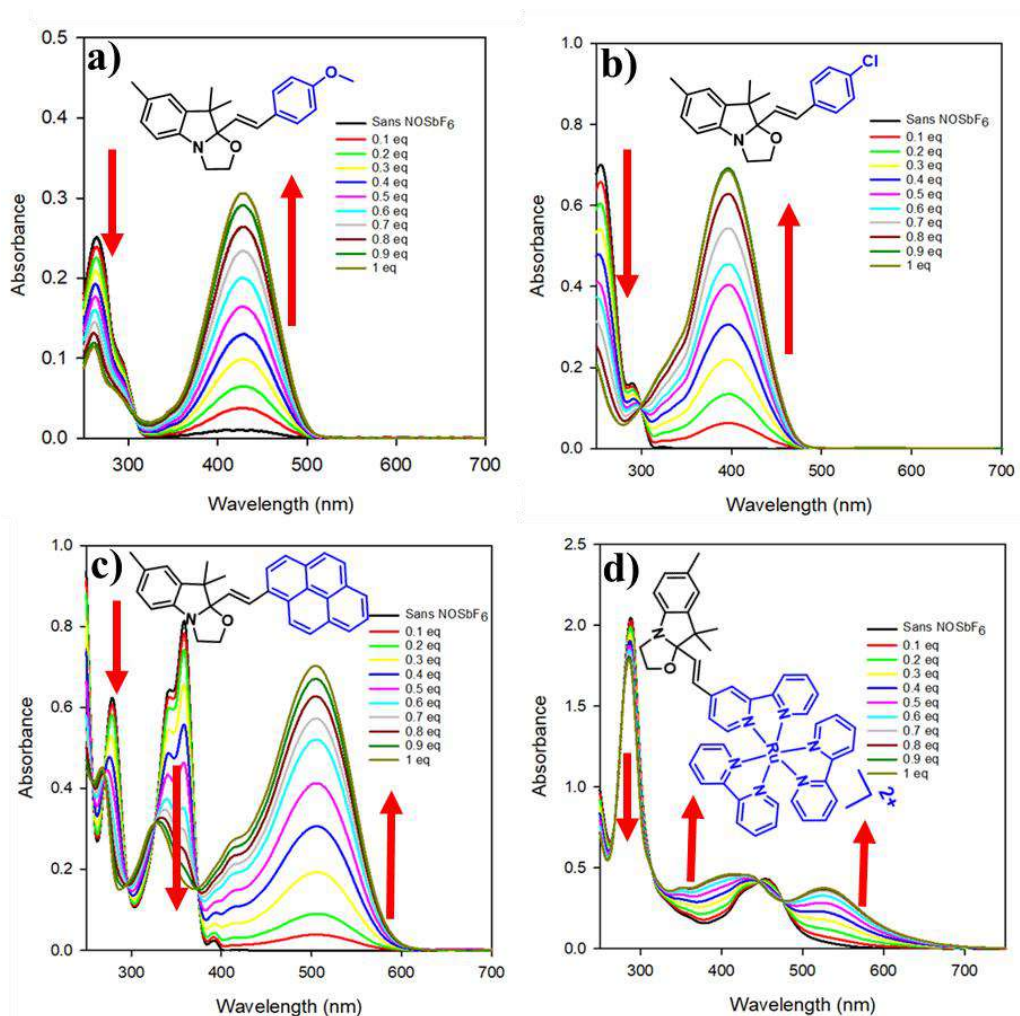 a)
0.5
0.4
0.3
0.2
0.1
0.0
Absorbance
300 400 500 600 700
Wavelength (nm)
N
O
O
Sans NOSbF6
0.1 eq
0.2 eq
0.3 eq
0.4 eq
0.5 eq
0.6 eq
0.7 eq
0.8 eq
0.9 eq
1 eq
b)
1.0
0.8
0.6
0.4
0.2
0.0
Absorbance
300 400 500 600 700
Wavelength (nm)
Cl
N
O
Sans NOSbF6
0.1 eq
0.2 eq
0.3 eq
0.4 eq
0.5 eq
0.6 eq
0.7 eq
0.8 eq
0.9 eq
1 eq
c)
1.0
0.8
0.6
0.4
0.2
0.0
Absorbance
300 400 500 600 700
Wavelength (nm)
N
O
Sans NOSbF6
0.1 eq
0.2 eq
0.3 eq
0.4 eq
0.5 eq
0.6 eq
0.7 eq
0.8 eq
0.9 eq
1 eq
d)
2.5
2.0
1.5
1.0
0.5
0.0
Absorbance
300 400 500 600 700
Wavelength (nm)
N
O
N
N
N
Ru
N
N
N
2+
Sans NOSbF6
0.1 eq
0.2 eq
0.3 eq
0.4 eq
0.5 eq
0.6 eq
0.7 eq
0.8 eq
0.9 eq
1 eq